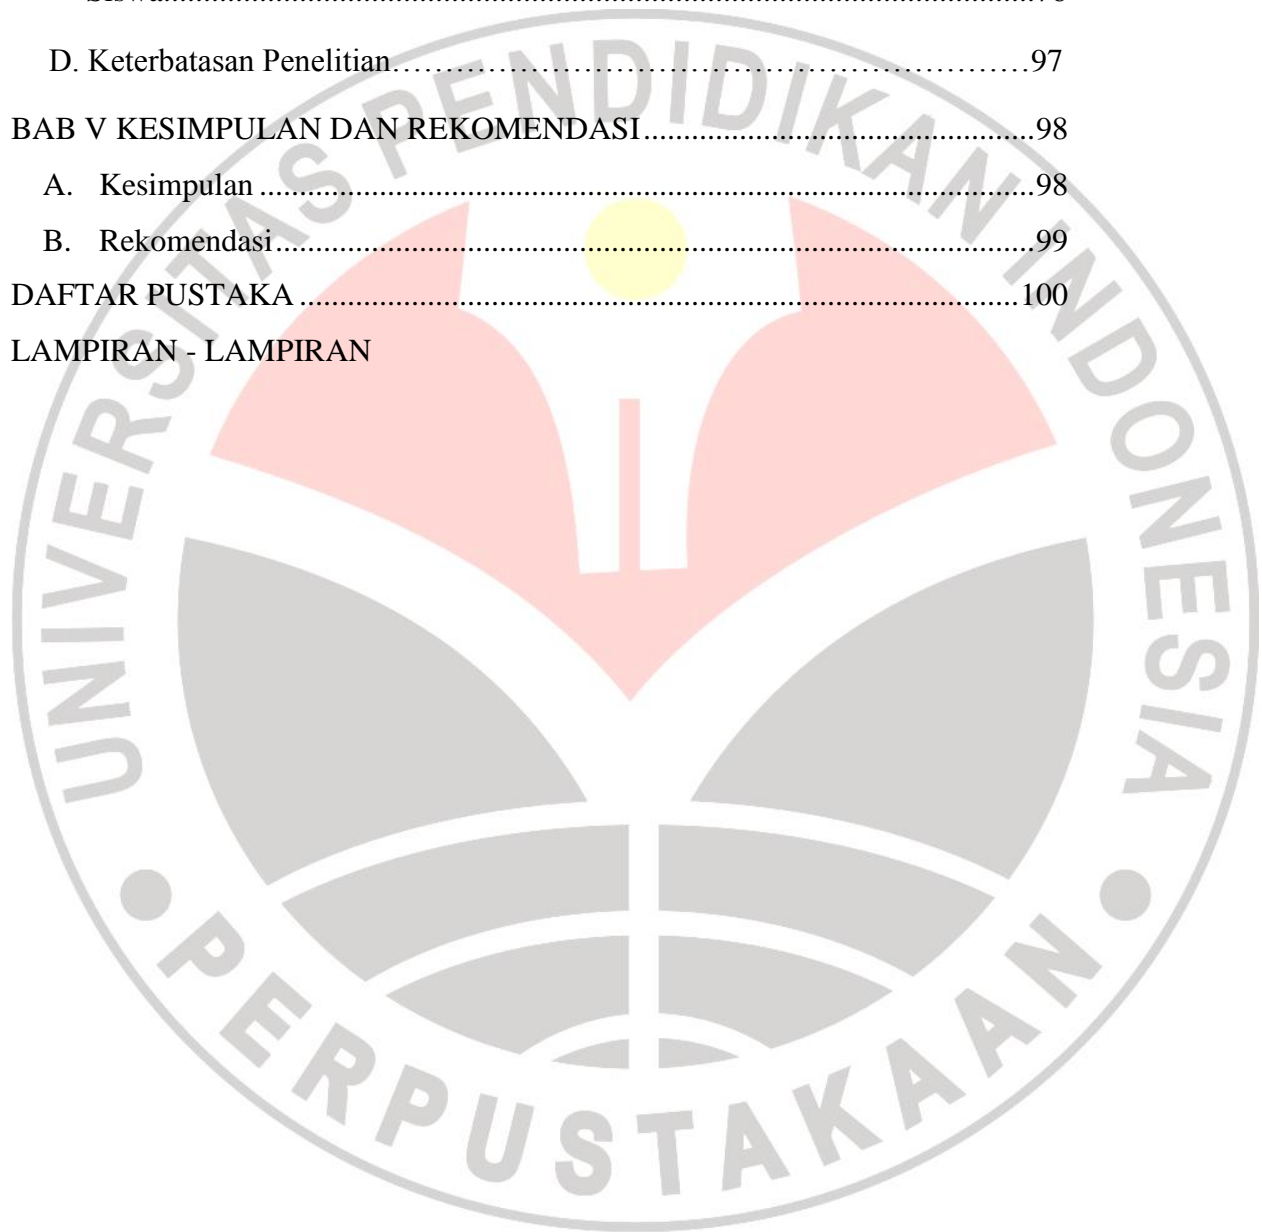 D. Keterbatasan Penelitian……………………………………………………97
BAB V KESIMPULAN DAN REKOMENDASI.............................................98
A. Kesimpulan..............................................................................................98
B. Rekomendasi............................................................................................99
DAFTAR PUSTAKA.......................................................................................100
LAMPIRAN - LAMPIRAN
UNIVERSITAS PENDIDIKAN INDONESIA
PERPUSTAKAAN